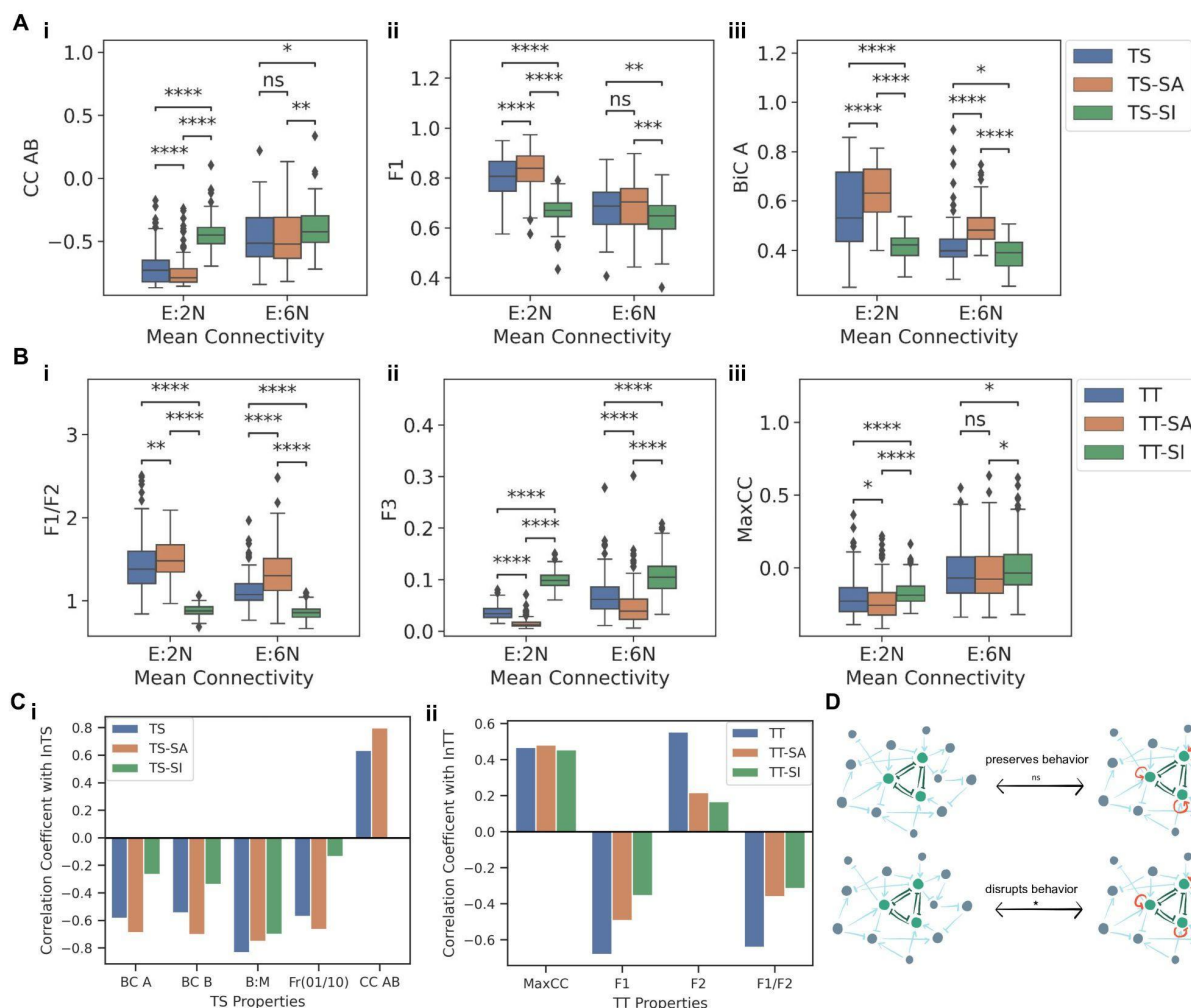 A
i
ii
iii
1.0
0.5
0.0
−0.5
CC AB
****
****
****
*
ns
**
E:2N
E:6N
Mean Connectivity
1.2
1.0
0.8
0.6
0.4
F1
****
****
****
**
ns
***
E:2N
E:6N
Mean Connectivity
1.2
1.0
0.8
0.6
0.4
BiC A
****
****
****
*
****
****
E:2N
E:6N
Mean Connectivity
TS
TS-SA
TS-SI
B
i
ii
iii
3
2
1
F1/F2
****
****
**
****
****
****
E:2N
E:6N
Mean Connectivity
0.4
0.3
0.2
0.1
0.0
F3
****
****
****
****
****
****
E:2N
E:6N
Mean Connectivity
1.0
0.5
0.0
MaxCC
****
****
*
*
ns
*
E:2N
E:6N
Mean Connectivity
TT
TT-SA
TT-SI
C
i
ii
0.8
0.6
0.4
0.2
0.0
−0.2
−0.4
−0.6
−0.8
Correlation Coefficent with InTS
TS
TS-SA
TS-SI
BC A
BC B
B:M
Fr(01/10)
CC AB
TS Properties
0.6
0.4
0.2
0.0
−0.2
−0.4
−0.6
Correlation Coefficent with InTT
TT
TT-SA
TT-SI
MaxCC
F1
F2
F1/F2
TT Properties
D
preserves behavior
ns
disrupts behavior
*